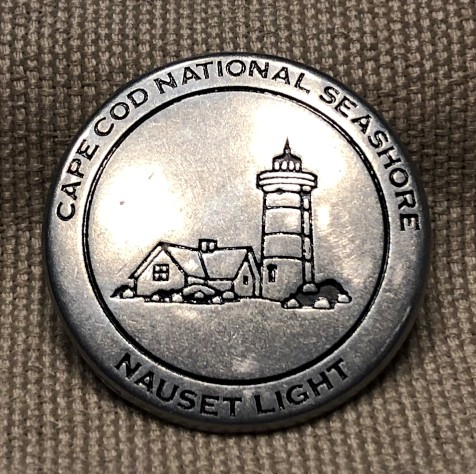 CAPE COD NATIONAL SEASHORE
NAUSET LIGHT